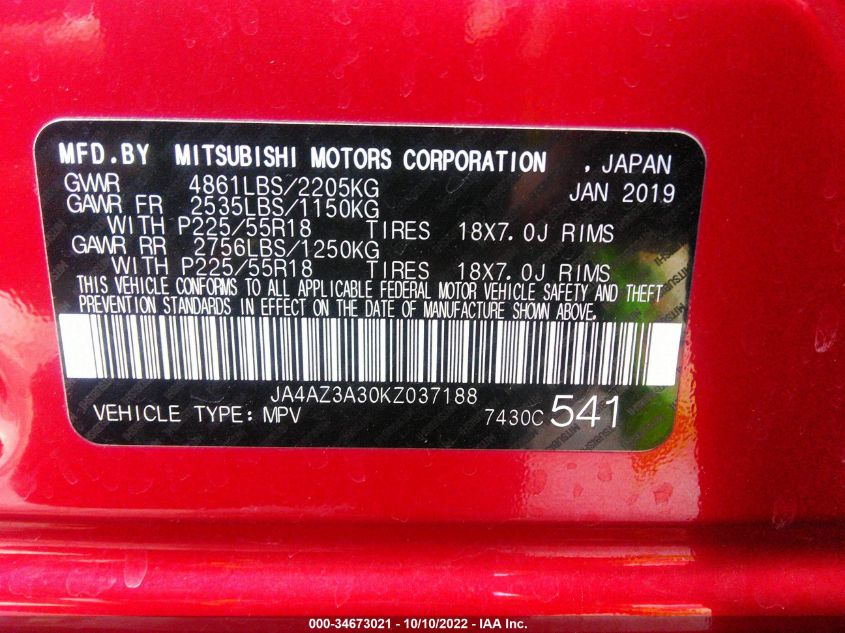 MFD.BY MITSUBISHI MOTORS CORPORATION , JAPAN
GVWR 4861LBS/2205KG JAN 2019
GAWR FR 2535LBS/1150KG
WITH P225/55R18 TIRES 18X7.0J RIMS
GAWR RR 2756LBS/1250KG
WITH P225/55R18 TIRES 18X7.0J RIMS
THIS VEHICLE CONFORMS TO ALL APPLICABLE FEDERAL MOTOR VEHICLE SAFETY AND THEFT
PREVENTION STANDARDS IN EFFECT ON THE DATE OF MANUFACTURE SHOWN ABOVE.
JA4AZ3A30KZ037188
VEHICLE TYPE: MPV 7430C 541
000-34673021 - 10/10/2022 - IAA Inc.